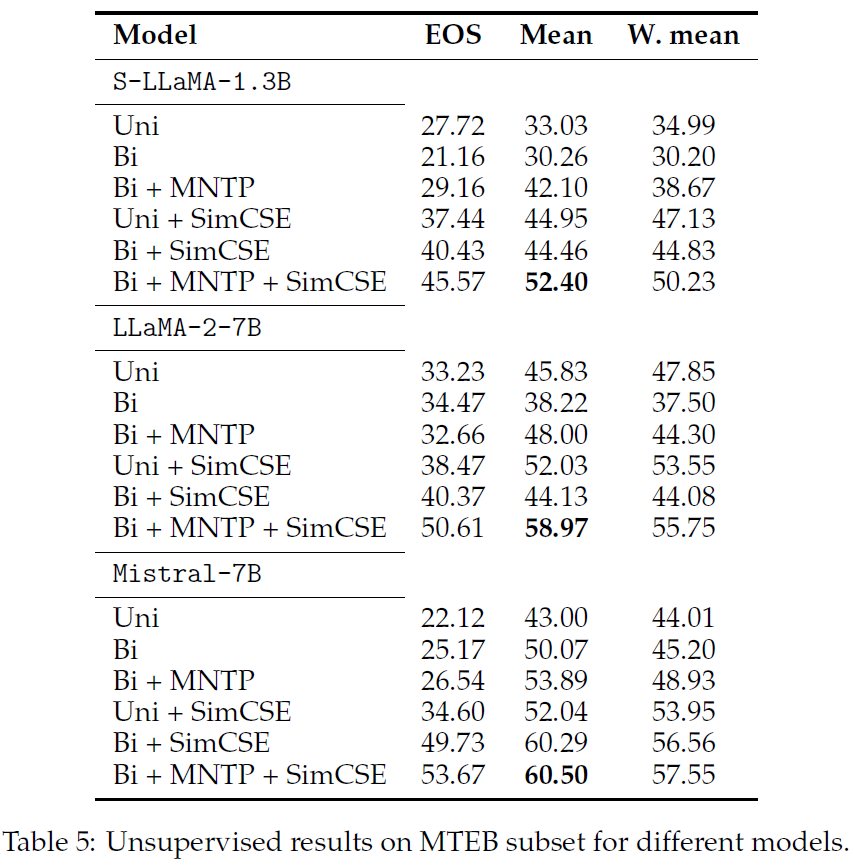 Model EOS Mean W. mean
S-LLaMA-1.3B
Uni 27.72 33.03 34.99
Bi 21.16 30.26 30.20
Bi + MNTP 29.16 42.10 38.67
Uni + SimCSE 37.44 44.95 47.13
Bi + SimCSE 40.43 44.46 44.83
Bi + MNTP + SimCSE 45.57 52.40 50.23
LLaMA-2-7B
Uni 33.23 45.83 47.85
Bi 34.47 38.22 37.50
Bi + MNTP 32.66 48.00 44.30
Uni + SimCSE 38.47 52.03 53.55
Bi + SimCSE 40.37 44.13 44.08
Bi + MNTP + SimCSE 50.61 58.97 55.75
Mistral-7B
Uni 22.12 43.00 44.01
Bi 25.17 50.07 45.20
Bi + MNTP 26.54 53.89 48.93
Uni + SimCSE 34.60 52.04 53.95
Bi + SimCSE 49.73 60.29 56.56
Bi + MNTP + SimCSE 53.67 60.50 57.55
Table 5: Unsupervised results on MTEB subset for different models.